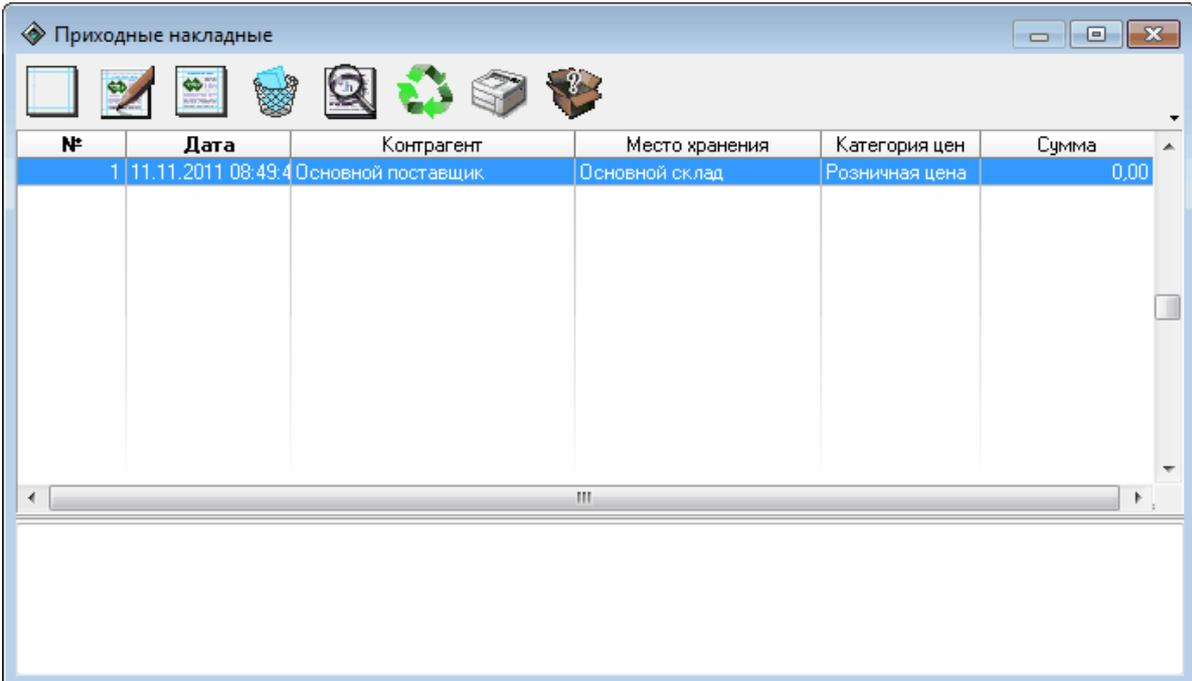 Приходные накладные
№ Дата Контрагент Место хранения Категория цен Сумма
1 11.11.2011 08:49:4 Основной поставщик Основной склад Розничная цена 0,00